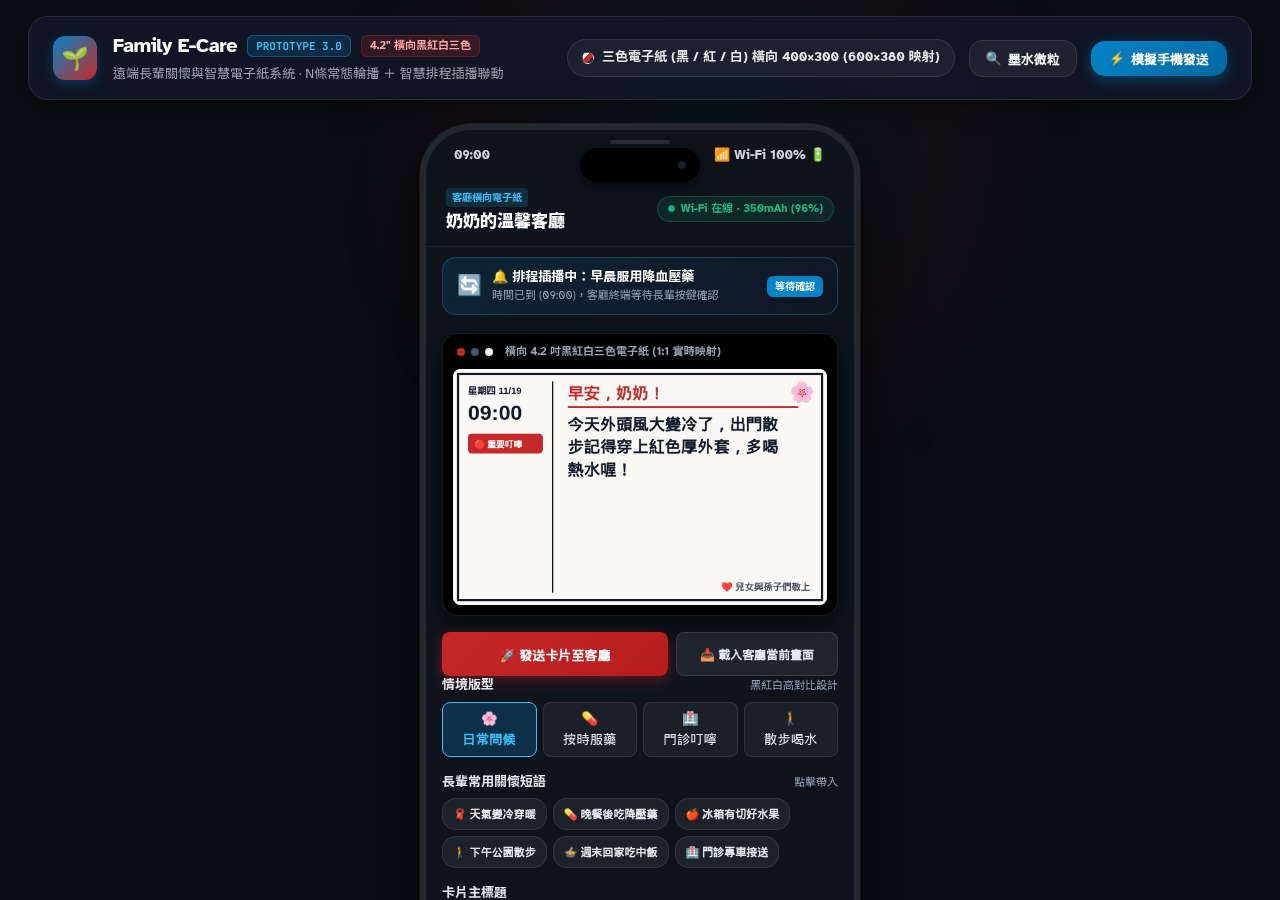 Family E-Care PROTOTYPE 3.0 4.2" 橫向黑紅白三色
遠端長輩關懷與智慧電子紙系統 · N條常態輪播 ＋ 智慧排程插播聯動
三色電子紙 (黑 / 紅 / 白) 橫向 400×300 (600×380 映射)
墨水微粒
模擬手機發送
09:00
Wi-Fi 100%
客廳橫向電子紙
奶奶的溫馨客廳
Wi-Fi 在線 · 350mAh (96%)
排程插播中：早晨服用降血壓藥
時間已到 (09:00)，客廳終端等待長輩按鍵確認
等待確認
橫向 4.2 吋黑紅白三色電子紙 (1:1 實時映射)
星期四 11/19
09:00
重要叮嚀
早安，奶奶！
今天外頭風大變冷了，出門散
步記得穿上紅色厚外套，多喝
熱水喔！
兒女與孫子們敬上
發送卡片至客廳
載入客廳當前畫面
情境版型
黑紅白高對比設計
日常問候
按時服藥
門診叮嚀
散步喝水
長輩常用關懷短語
點擊帶入
天氣變冷穿暖
晚餐後吃降壓藥
冰箱有切好水果
下午公園散步
週末回家吃中飯
門診專車接送
卡片主標題